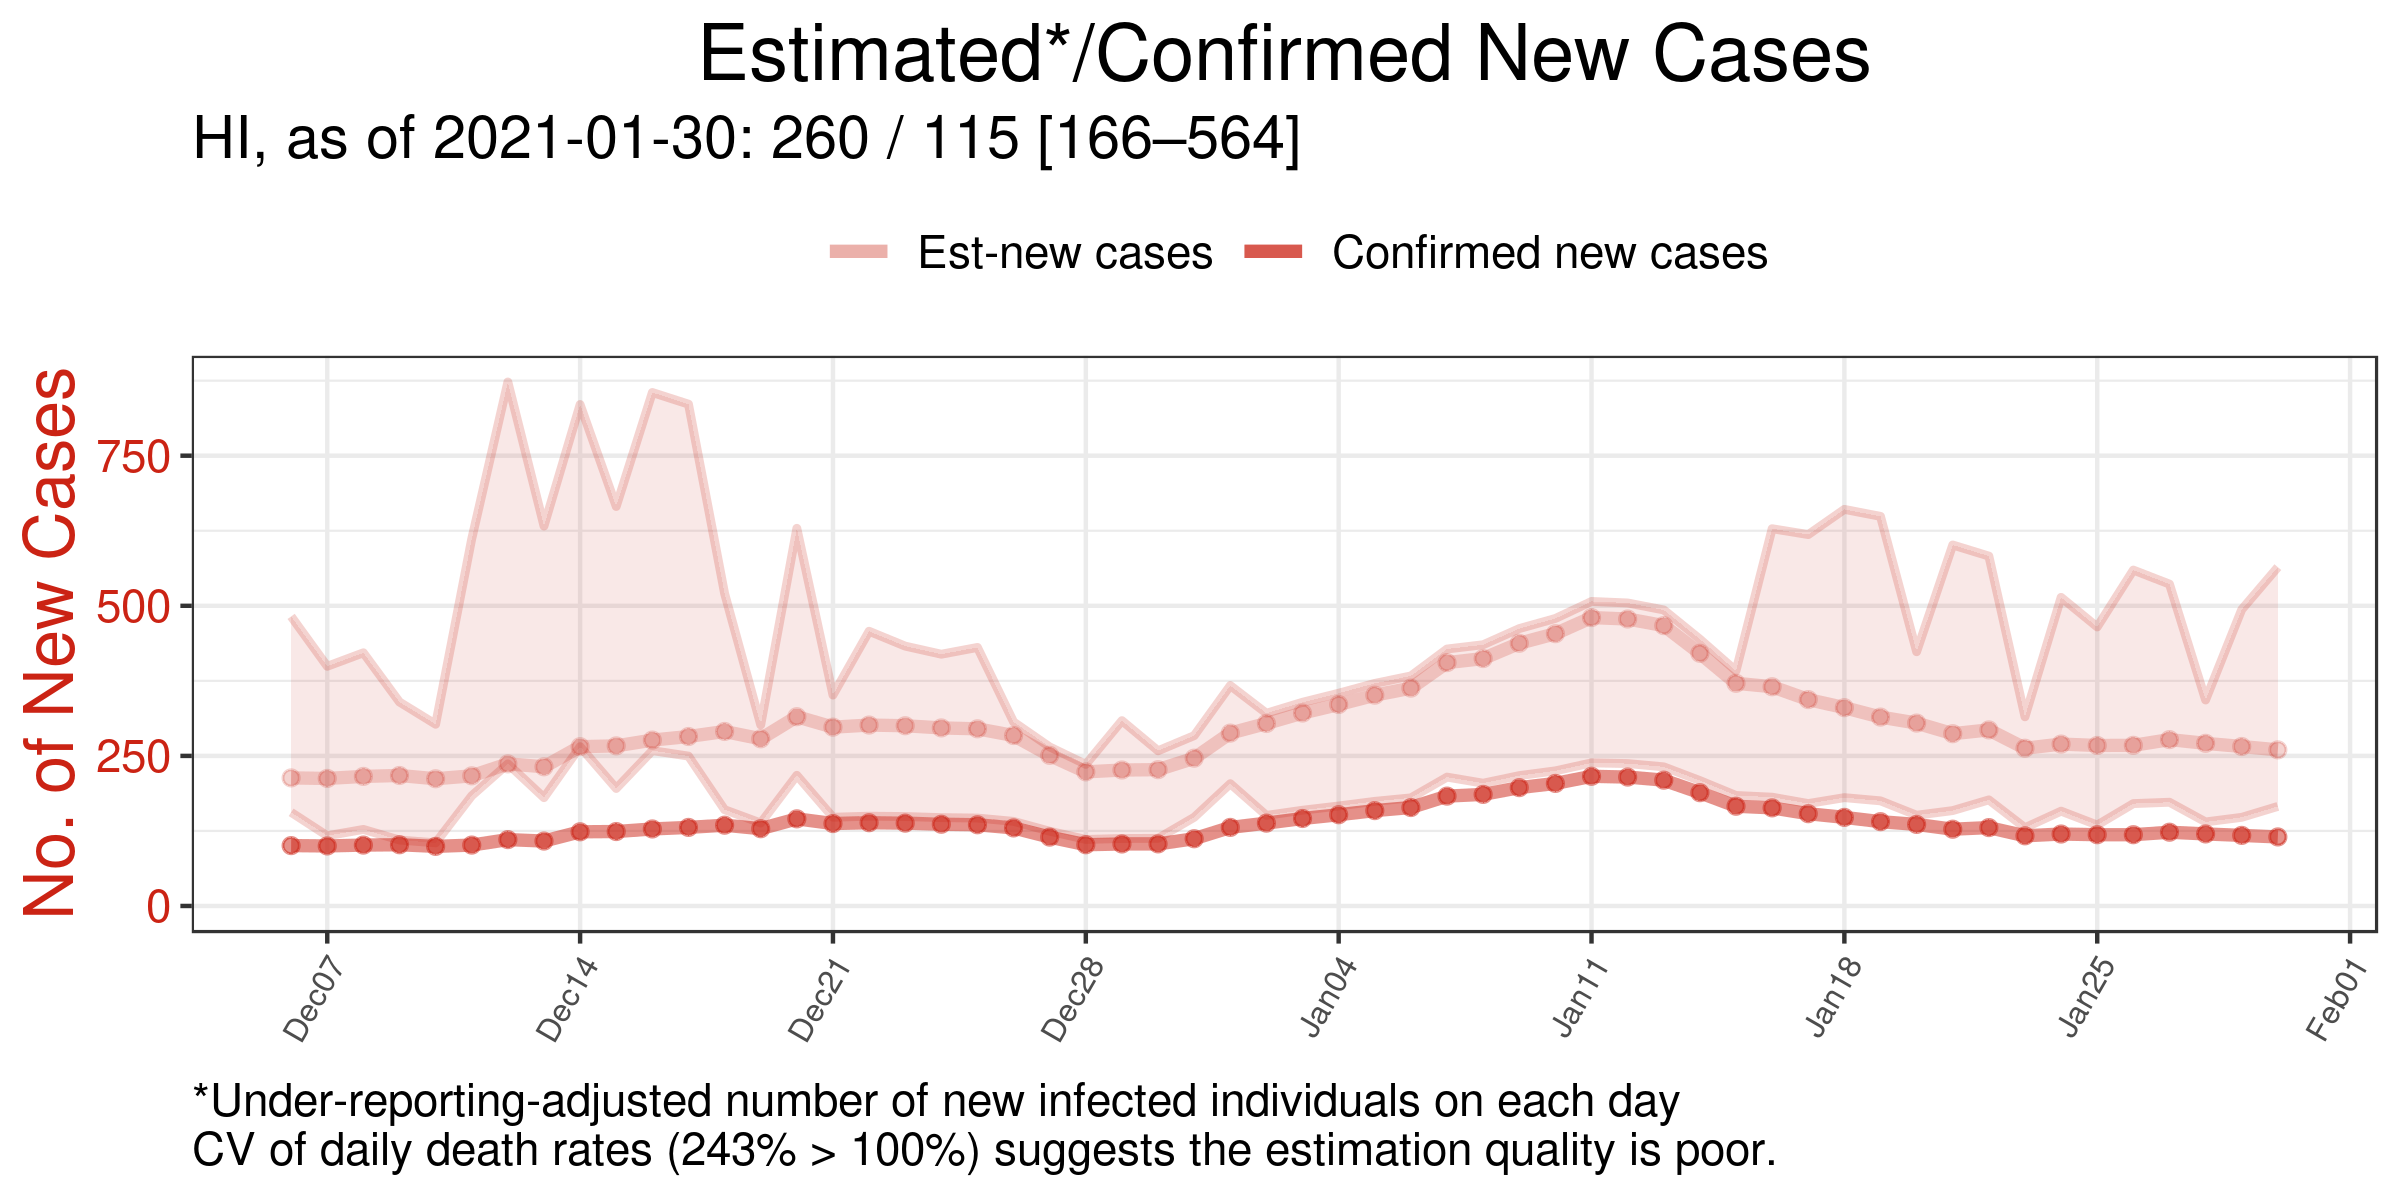 Estimated*/Confirmed New Cases
HI, as of 2021-01-30: 260 / 115 [166–564]
Est-new cases
Confirmed new cases
No. of New Cases
750
500
250
0
Dec07
Dec14
Dec21
Dec28
Jan04
Jan11
Jan18
Jan25
Feb01
*Under-reporting-adjusted number of new infected individuals on each day
CV of daily death rates (243% > 100%) suggests the estimation quality is poor.